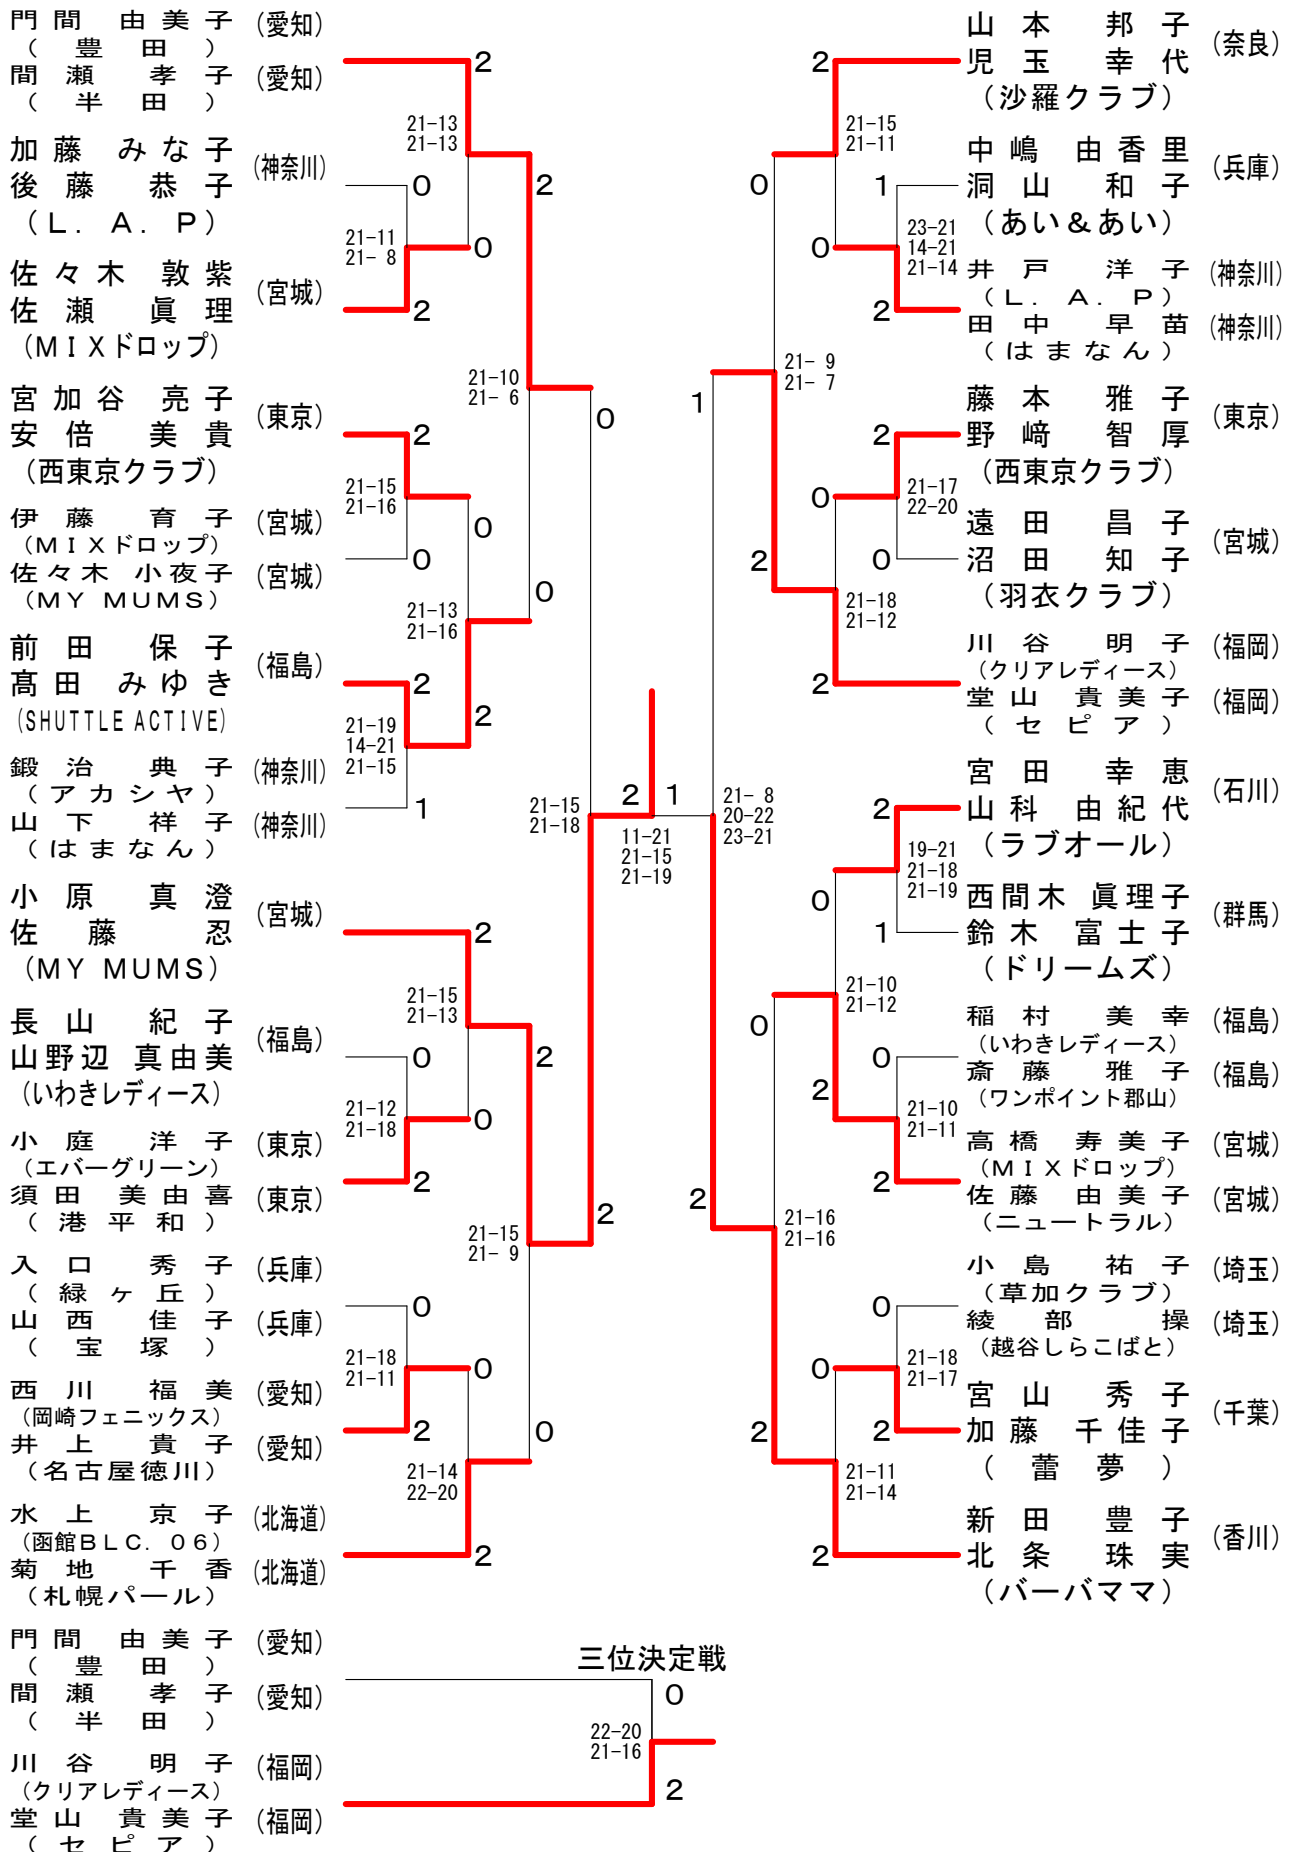 門間 由美子 (愛知)
(豊田)
間瀬 孝子 (愛知)
(半田)
2
21-13
21-13
加藤 みな子
後藤 恭子
(神奈川)
(L.A.P)
0
2
21-11
21- 8
0
佐々木 敦紫
佐瀬 眞理
(宮城)
(MIXドロップ)
2
21-10
21- 6
0
宮加谷 亮子
安倍 美貴
(東京)
(西東京クラブ)
2
21-15
21-16
0
伊藤 育子 (宮城)
(MIXドロップ)
佐々木 小夜子 (宮城)
(MY MUMS)
0
21-13
21-16
0
前田 保子
髙田 みゆき
(福島)
(SHUTTLE ACTIVE)
2
21-19
14-21
21-15
2
鍛治 典子 (神奈川)
(アカシヤ)
山下 祥子 (神奈川)
(はまなん)
1
21-15
21-18
2
1
11-21
21-15
21-19
小原 真澄
佐藤 忍
(宮城)
(MY MUMS)
2
21-15
21-13
長山 紀子
山野辺 真由美
(福島)
(いわきレディース)
0
2
21-12
21-18
0
小庭 洋子 (東京)
(エバーグリーン)
須田 美由喜 (東京)
(港平和)
2
21-15
21- 9
2
入口 秀子 (兵庫)
(緑ヶ丘)
山西 佳子 (兵庫)
(宝塚)
0
21-18
21-11
0
西川 福美 (愛知)
(岡崎フェニックス)
井上 貴子 (愛知)
(名古屋徳川)
2
0
21-14
22-20
水上 京子 (北海道)
(函館BLC.06)
菊地 千香 (北海道)
(札幌パール)
2
山本 邦子
児玉 幸代
(奈良)
(沙羅クラブ)
2
21-15
21-11
中嶋 由香里
洞山 和子
(兵庫)
(あい&あい)
0
1
23-21
14-21
21-14
0
井戸 洋子 (神奈川)
(L.A.P)
田中 早苗 (神奈川)
(はまなん)
2
21- 9
21- 7
1
藤本 雅子
野﨑 智厚
(東京)
(西東京クラブ)
2
21-17
22-20
0
遠田 昌子
沼田 知子
(宮城)
(羽衣クラブ)
0
2
21-18
21-12
川谷 明子 (福岡)
(クリアレディース)
堂山 貴美子 (福岡)
(セピア)
2
宮田 幸恵
山科 由紀代
(石川)
(ラブオール)
2
21- 8
20-22
23-21
19-21
21-18
21-19
0
西間木 眞理子
鈴木 富士子
(群馬)
(ドリームズ)
1
21-10
21-12
0
稲村 美幸 (福島)
(いわきレディース)
斎藤 雅子 (福島)
(ワンポイント郡山)
0
2
21-10
21-11
高橋 寿美子 (宮城)
(MIXドロップ)
佐藤 由美子 (宮城)
(ニュートラル)
2
2
21-16
21-16
小島 祐子 (埼玉)
(草加クラブ)
綾部 操 (埼玉)
(越谷しらこばと)
0
21-18
21-17
0
宮山 秀子
加藤 千佳子
(千葉)
(蕾夢)
2
2
21-11
21-14
新田 豊子
北条 珠実
(香川)
(バーバママ)
2
三位決定戦
門間 由美子 (愛知)
(豊田)
間瀬 孝子 (愛知)
(半田)
0
22-20
21-16
川谷 明子 (福岡)
(クリアレディース)
堂山 貴美子 (福岡)
(セピア)
2